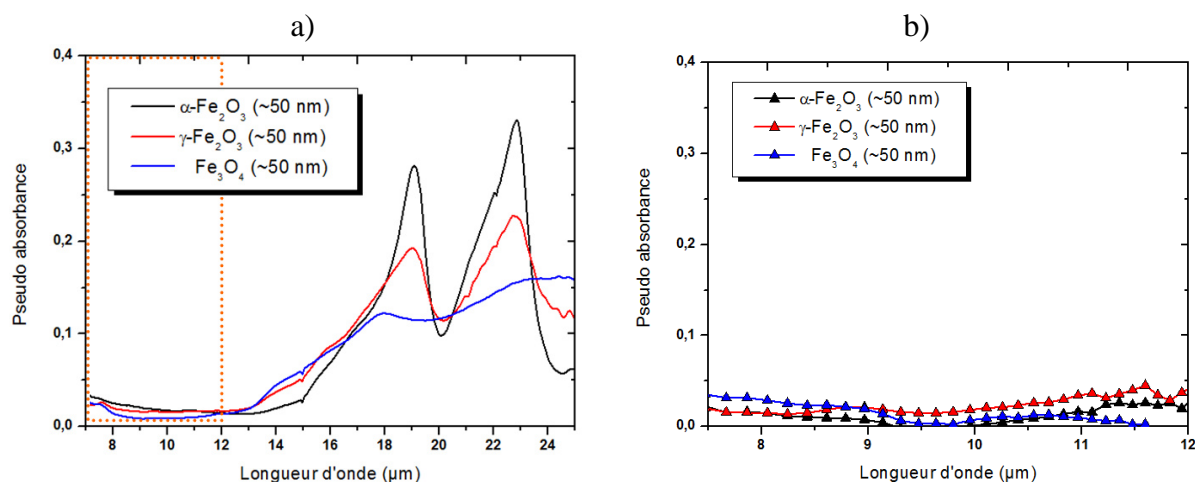 a)
0,4
0,3
0,2
0,1
0,0
Pseudo absorbance
α-Fe₂O₃ (~50 nm)
γ-Fe₂O₃ (~50 nm)
Fe₃O₄ (~50 nm)
8 10 12 14 16 18 20 22 24
Longueur d'onde (µm)
b)
0,4
0,3
0,2
0,1
0,0
Pseudo absorbance
α-Fe₂O₃ (~50 nm)
γ-Fe₂O₃ (~50 nm)
Fe₃O₄ (~50 nm)
8 9 10 11 12
Longueur d'onde (µm)